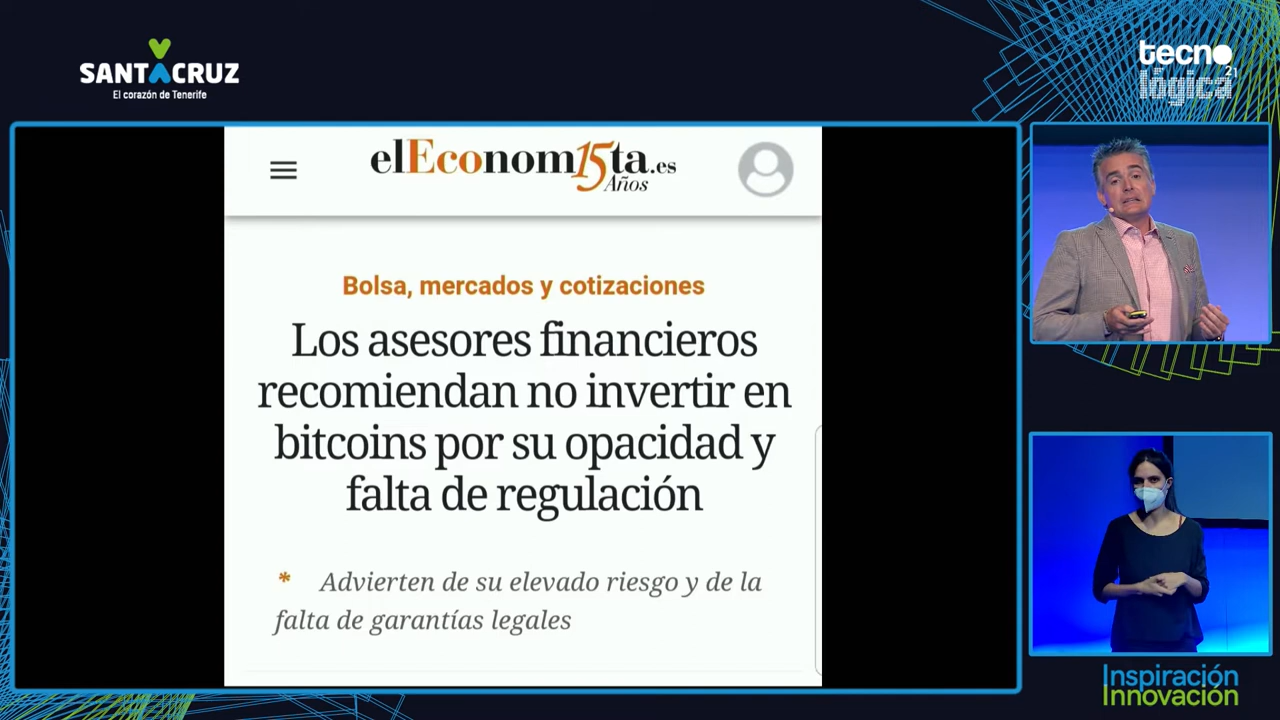 SANTACRUZ
El corazón de Tenerife
tecno
lógica
21
elEconom15ta.es
Años
Bolsa, mercados y cotizaciones
Los asesores financieros
recomiendan no invertir en
bitcoins por su opacidad y
falta de regulación
* Advierten de su elevado riesgo y de la
falta de garantías legales
Inspiración
Innovación